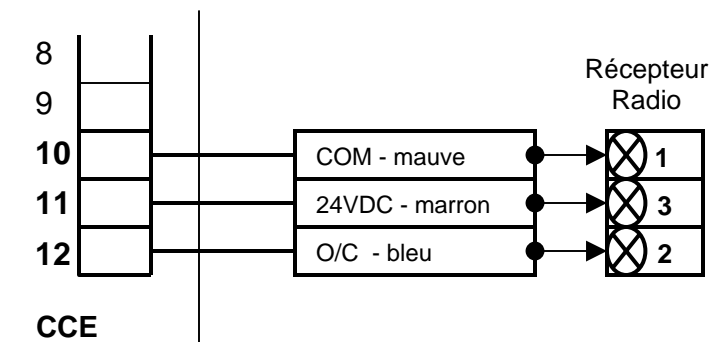 8
9
10
11
12
CCE
COM - mauve
24VDC - marron
O/C - bleu
Récepteur
Radio
1
3
2